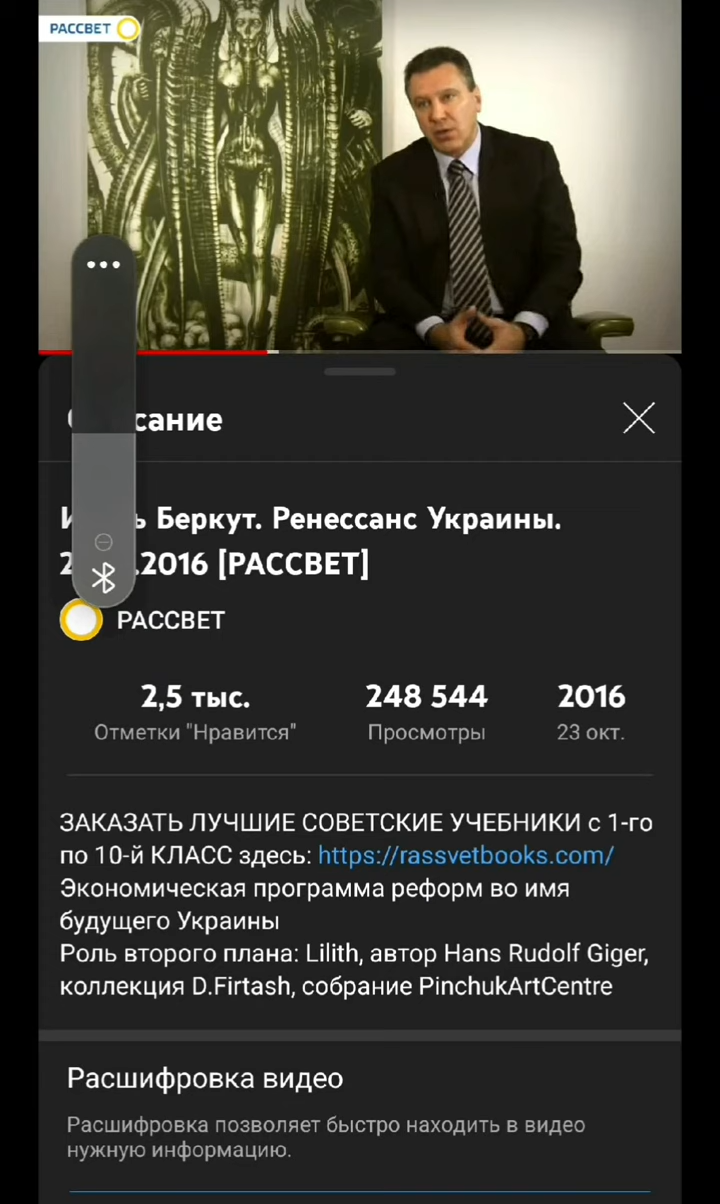 РАССВЕТ
сание
Беркут. Ренессанс Украины.
.2016 [РАССВЕТ]
РАССВЕТ
2,5 тыс. 248 544 2016
Отметки "Нравится" Просмотры 23 окт.
ЗАКАЗАТЬ ЛУЧШИЕ СОВЕТСКИЕ УЧЕБНИКИ с 1-го
по 10-й КЛАСС здесь: https://rassvetbooks.com/
Экономическая программа реформ во имя
будущего Украины
Роль второго плана: Lilith, автор Hans Rudolf Giger,
коллекция D.Firtash, собрание PinchukArtCentre
Расшифровка видео
Расшифровка позволяет быстро находить в видео
нужную информацию.